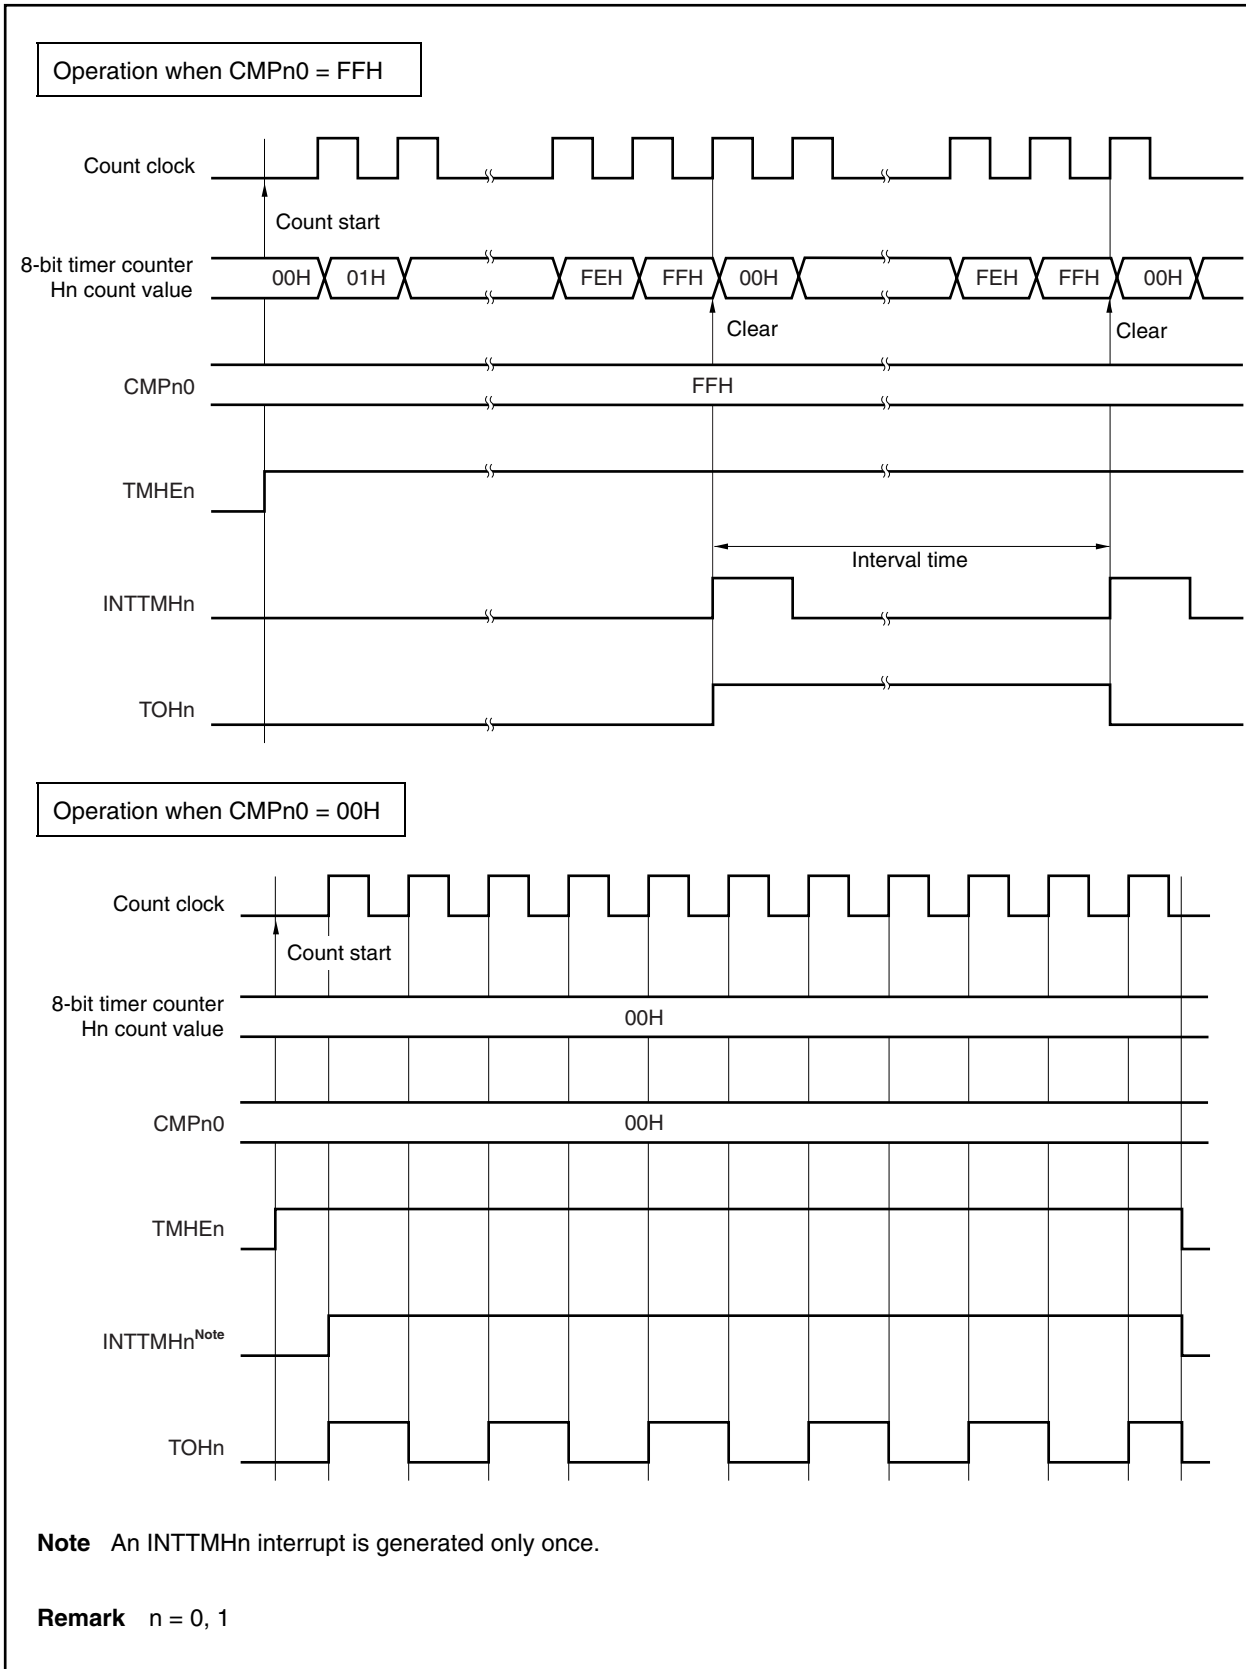 Operation when CMPn0 = FFH
Count clock
Count start
8-bit timer counter
Hn count value
00H 01H FEH FFH 00H FEH FFH 00H
Clear Clear
CMPn0 FFH
TMHEn
Interval time
INTTMHn
TOHn
Operation when CMPn0 = 00H
Count clock
Count start
8-bit timer counter
Hn count value
00H
CMPn0 00H
TMHEn
INTTMHnNote
TOHn
Note An INTTMHn interrupt is generated only once.
Remark n = 0, 1